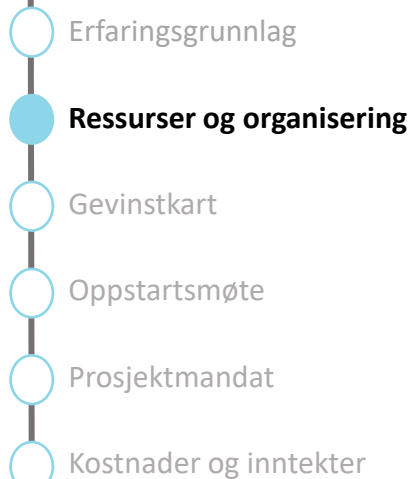 Erfaringsgrunnlag
Ressurser og organisering
Gevinstkart
Oppstartsmøte
Prosjektmandat
Kostnader og inntekter